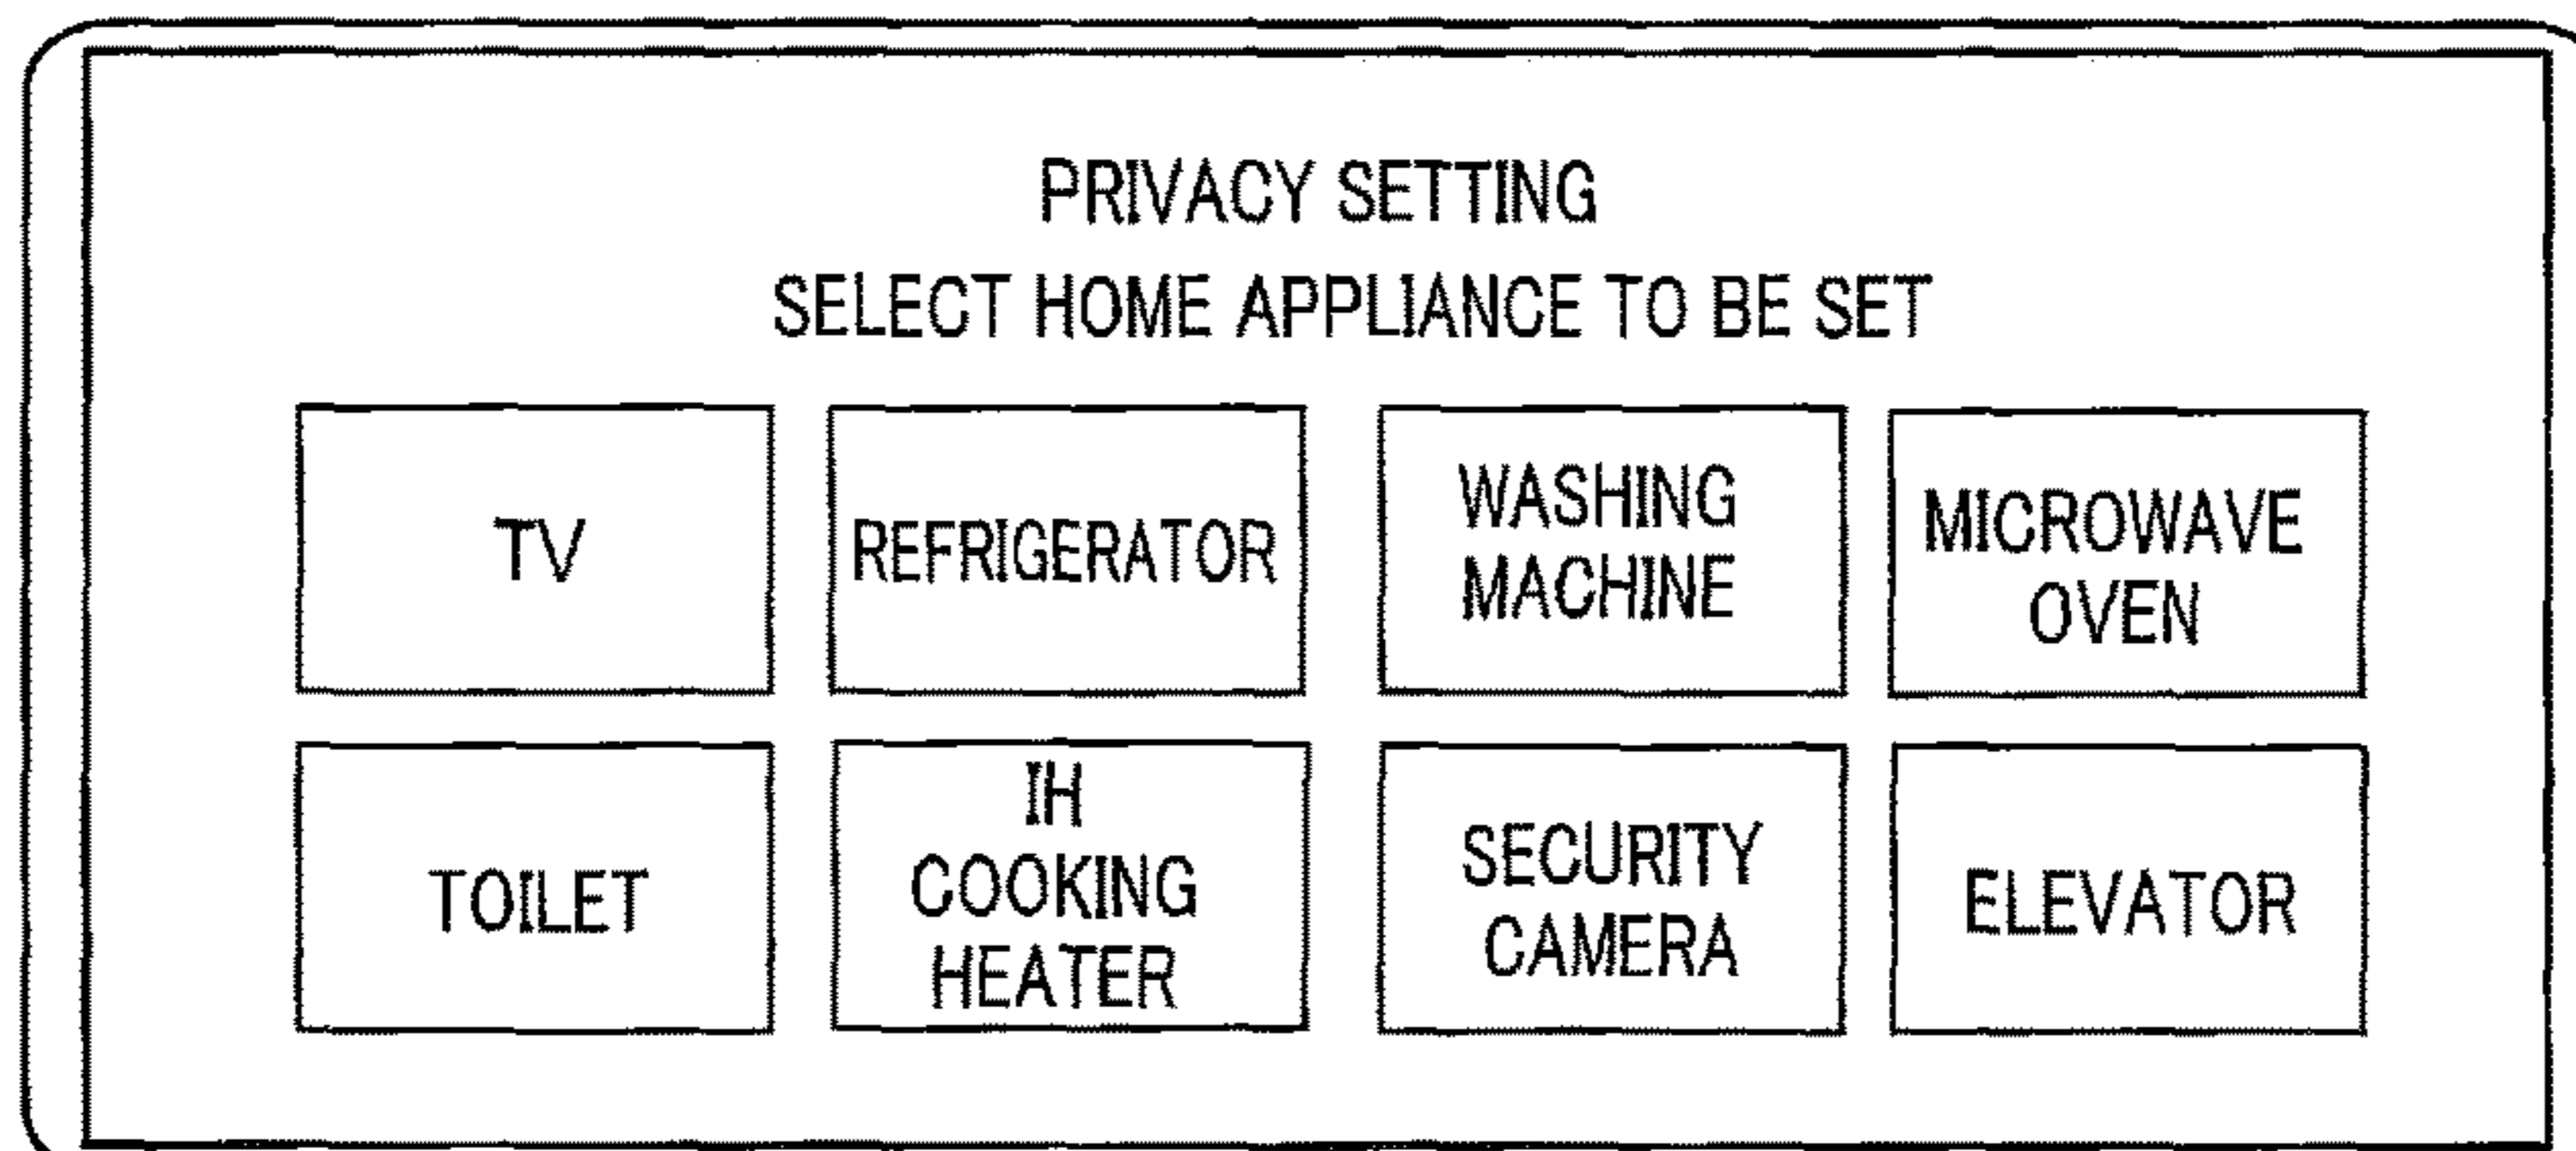 PRIVACY SETTING
SELECT HOME APPLIANCE TO BE SET
TV
REFRIGERATOR
WASHING
MACHINE
MICROWAVE
OVEN
TOILET
IH
COOKING
HEATER
SECURITY
CAMERA
ELEVATOR